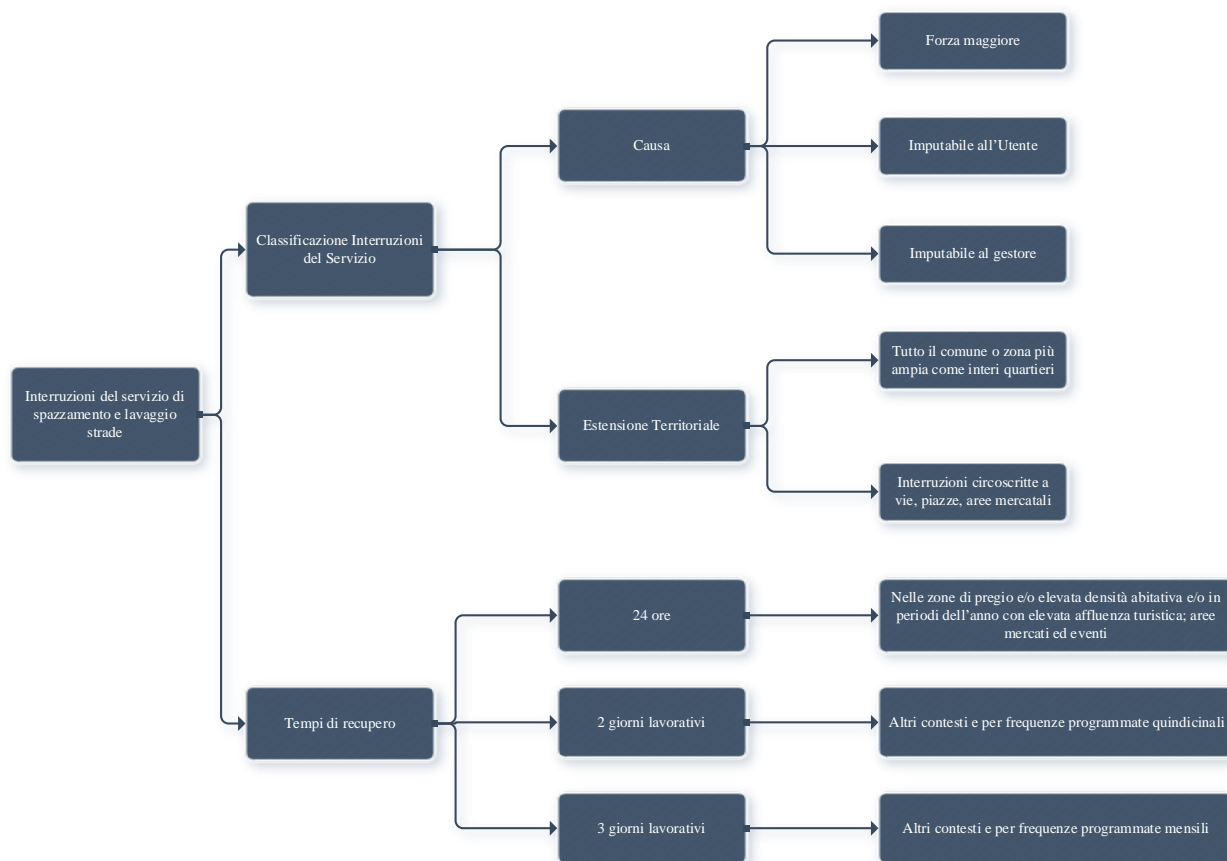 Interruzioni del servizio di
spazzamento e lavaggio
strade
Classificazione Interruzioni
del Servizio
Causa
Forza maggiore
Imputabile all’Utente
Imputabile al gestore
Estensione Territoriale
Tutto il comune o zona più
ampia come interi quartieri
Interruzioni circoscritte a
vie, piazze, aree mercatali
Tempi di recupero
24 ore
Nelle zone di pregio e/o elevata densità abitativa e/o in
periodi dell’anno con elevata affluenza turistica; aree
mercati ed eventi
2 giorni lavorativi
Altri contesti e per frequenze programmate quindicinali
3 giorni lavorativi
Altri contesti e per frequenze programmate mensili